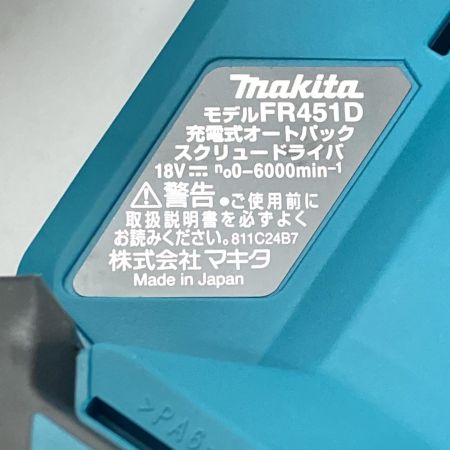 makita
モデルFR451D
充電式オートパック
スクリュードライバ
18V⎓ n₀0-6000min⁻¹
⚠警告 ●ご使用前に
取扱説明書を必ずよく
お読みください。811C24B7
株式会社 マキタ
Made in Japan
>PA6-